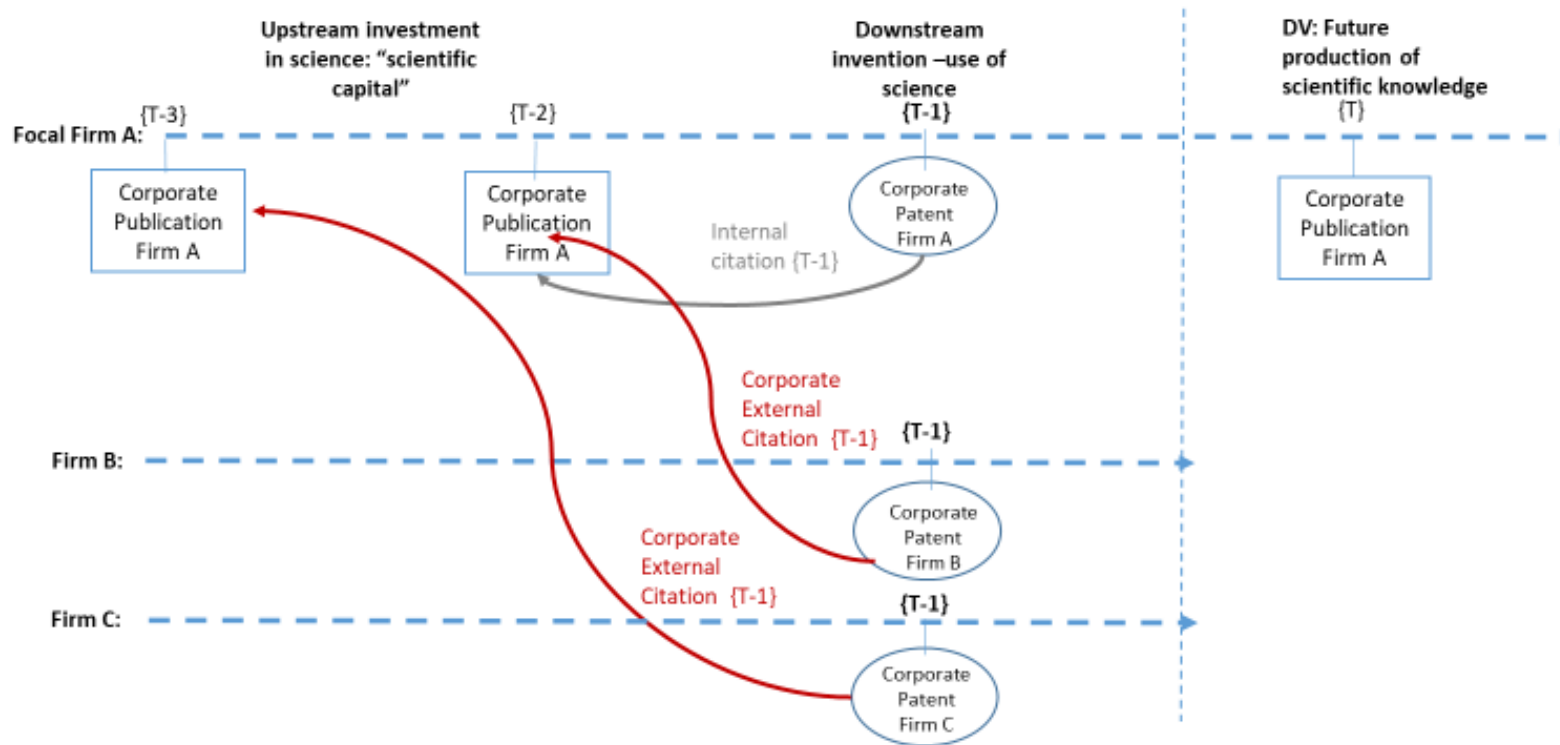 Upstream investment
in science: “scientific
capital”
Downstream
invention –use of
science
DV: Future
production of
scientific knowledge
{T-3}
{T-2}
{T-1}
{T}
Focal Firm A:
Corporate
Publication
Firm A
Corporate
Publication
Firm A
Corporate
Patent
Firm A
Corporate
Publication
Firm A
Internal
citation {T-1}
Corporate
External
Citation {T-1}
{T-1}
Firm B:
Corporate
Patent
Firm B
Corporate
External
Citation {T-1}
{T-1}
Firm C:
Corporate
Patent
Firm C